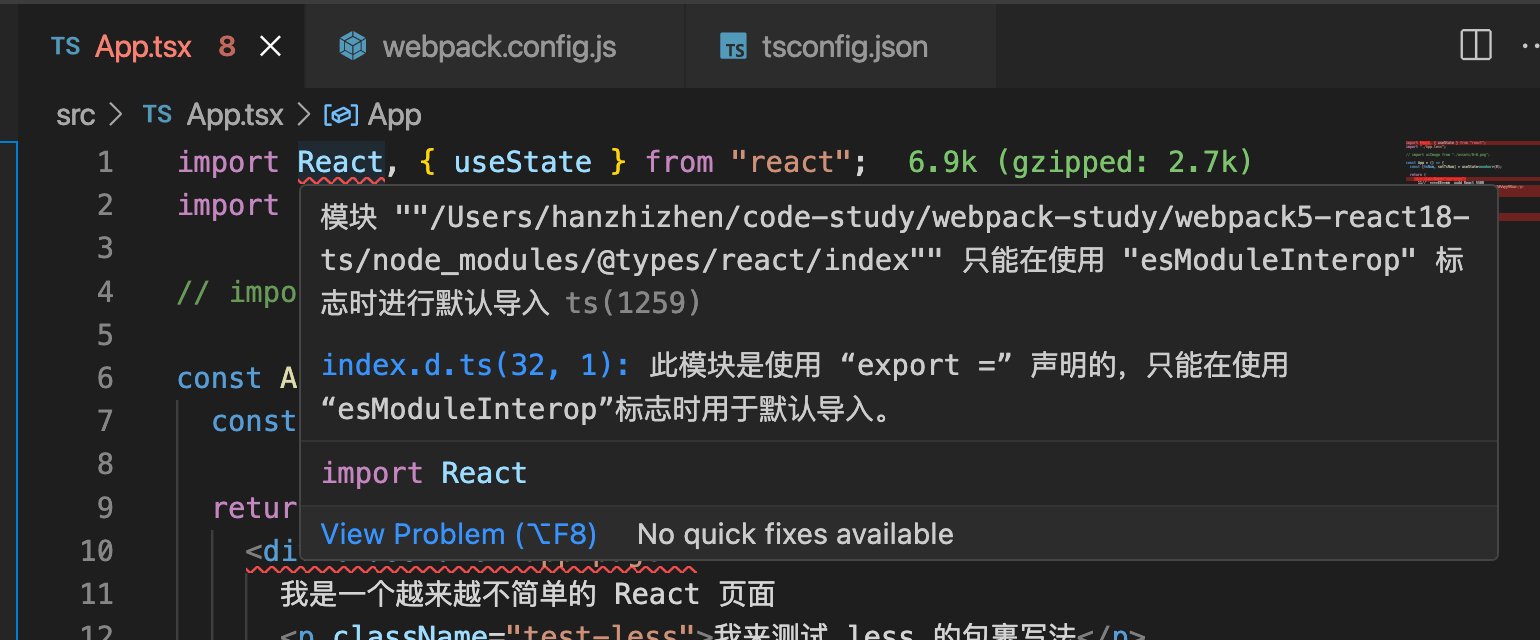 TS App.tsx 8 webpack.config.js TS tsconfig.json
src > TS App.tsx > App
1 import React, { useState } from "react"; 6.9k (gzipped: 2.7k)
2 import
模块 ""/Users/hanzhizhen/code-study/webpack-study/webpack5-react18-
3
ts/node_modules/@types/react/index"" 只能在使用 "esModuleInterop" 标
4 // impo
志时进行默认导入 ts(1259)
5
index.d.ts(32, 1): 此模块是使用 “export =” 声明的，只能在使用
6 const A
“esModuleInterop”标志时用于默认导入。
7 const
8
import React
9 retur
View Problem (⌥F8) No quick fixes available
10 <di
11 我是一个越来越不简单的 React 页面
12 <p className="test-less">我来测试 less 的包裹写法</p>